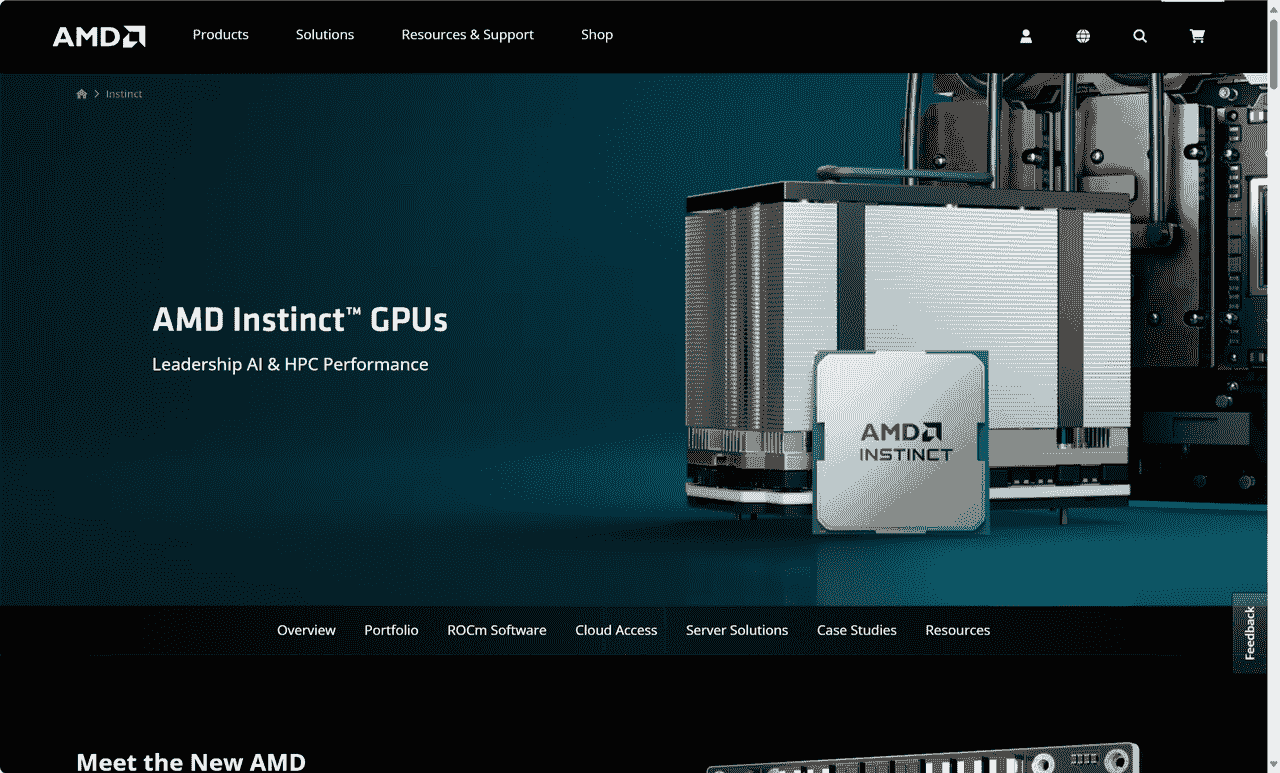 AMD
Products
Solutions
Resources & Support
Shop
Instinct
AMD Instinct™ GPUs
Leadership AI & HPC Performance
AMD
INSTINCT
Overview
Portfolio
ROCm Software
Cloud Access
Server Solutions
Case Studies
Resources
Feedback
Meet the New AMD